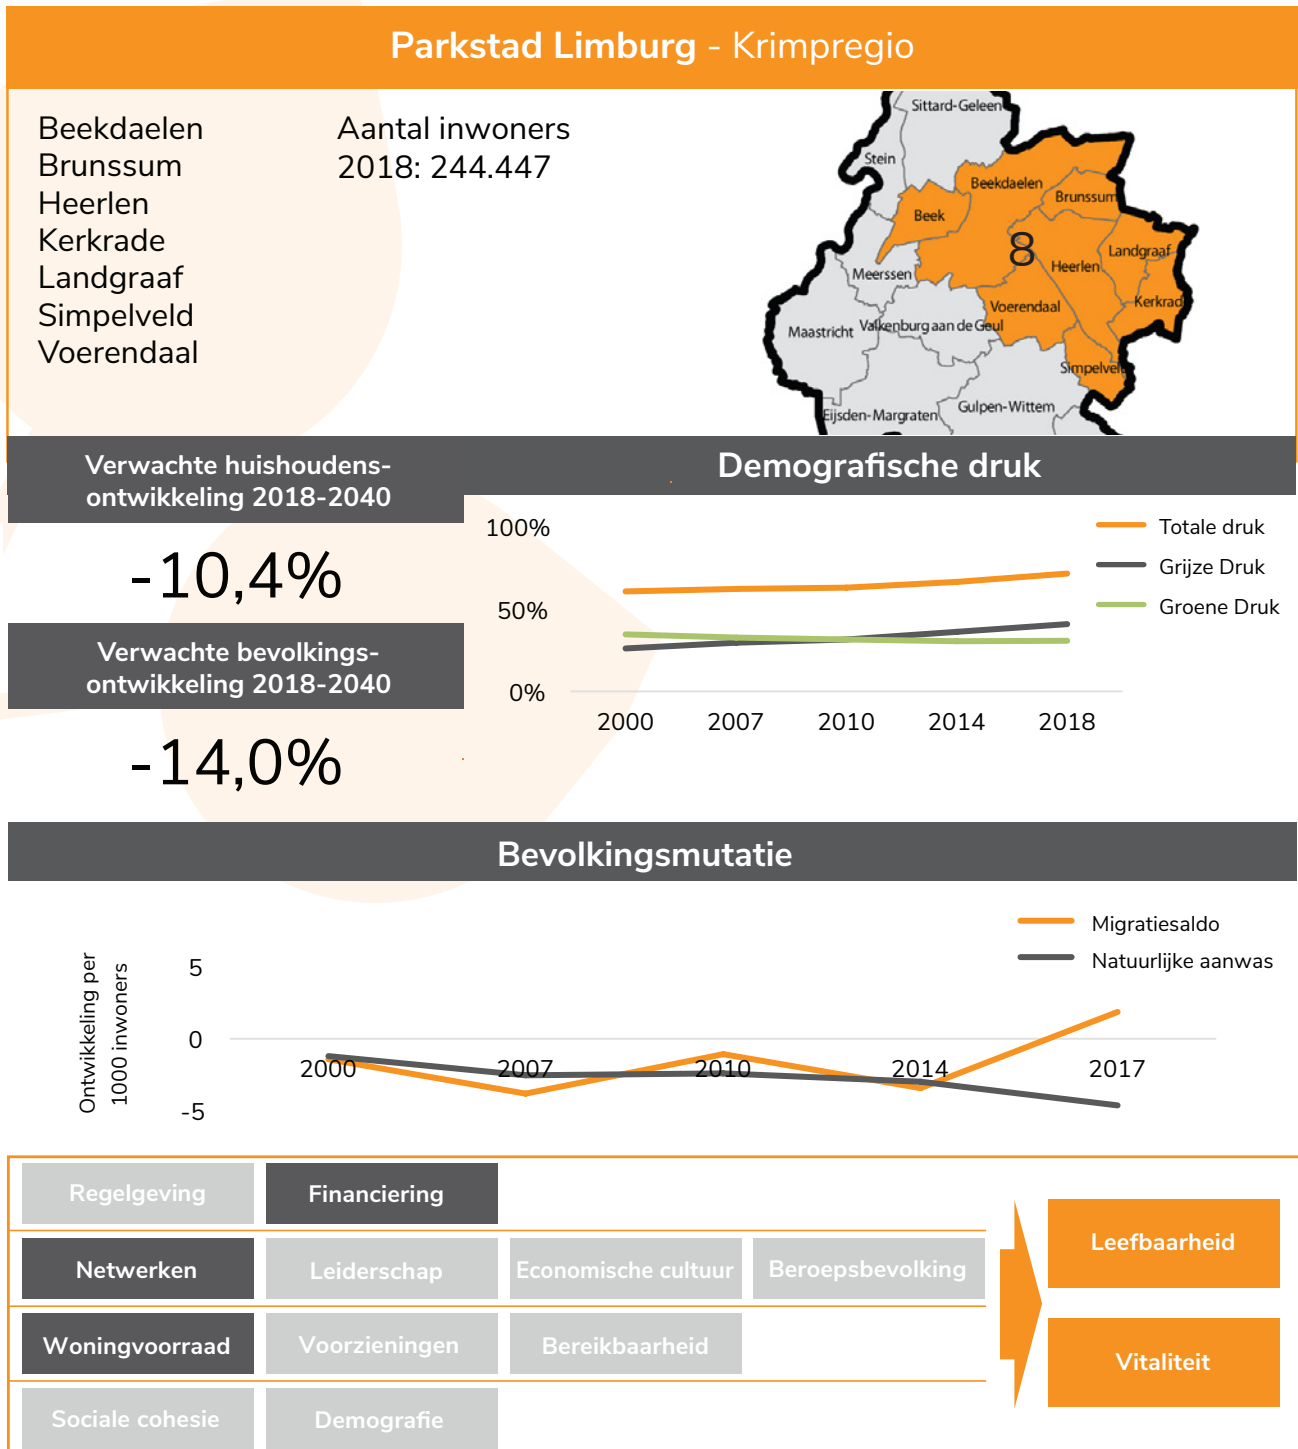 Parkstad Limburg - Krimpregio
Beekdaelen
Brunssum
Heerlen
Kerkrade
Landgraaf
Simpelveld
Voerendaal
Aantal inwoners
2018: 244.447
Sittard-Geleen
Stein
Beekdaelen
Brunssum
Beek
8
Landgraaf
Heerlen
Meerssen
Voerendaal
Kerkrad
Maastricht
Valkenburg aan de Geul
Simpelvel
Eijsden-Margraten
Gulpen-Wittem
Verwachte huishoudens-
ontwikkeling 2018-2040
-10,4%
Verwachte bevolkings-
ontwikkeling 2018-2040
-14,0%
Demografische druk
100%
50%
0%
2000 2007 2010 2014 2018
Totale druk
Grijze Druk
Groene Druk
Bevolkingsmutatie
Migratiesaldo
Natuurlijke aanwas
Ontwikkeling per
1000 inwoners
5
0
-5
2000 2007 2010 2014 2017
Regelgeving Financiering
Netwerken Leiderschap Economische cultuur Beroepsbevolking
Woningvoorraad Voorzieningen Bereikbaarheid
Sociale cohesie Demografie
Leefbaarheid
Vitaliteit